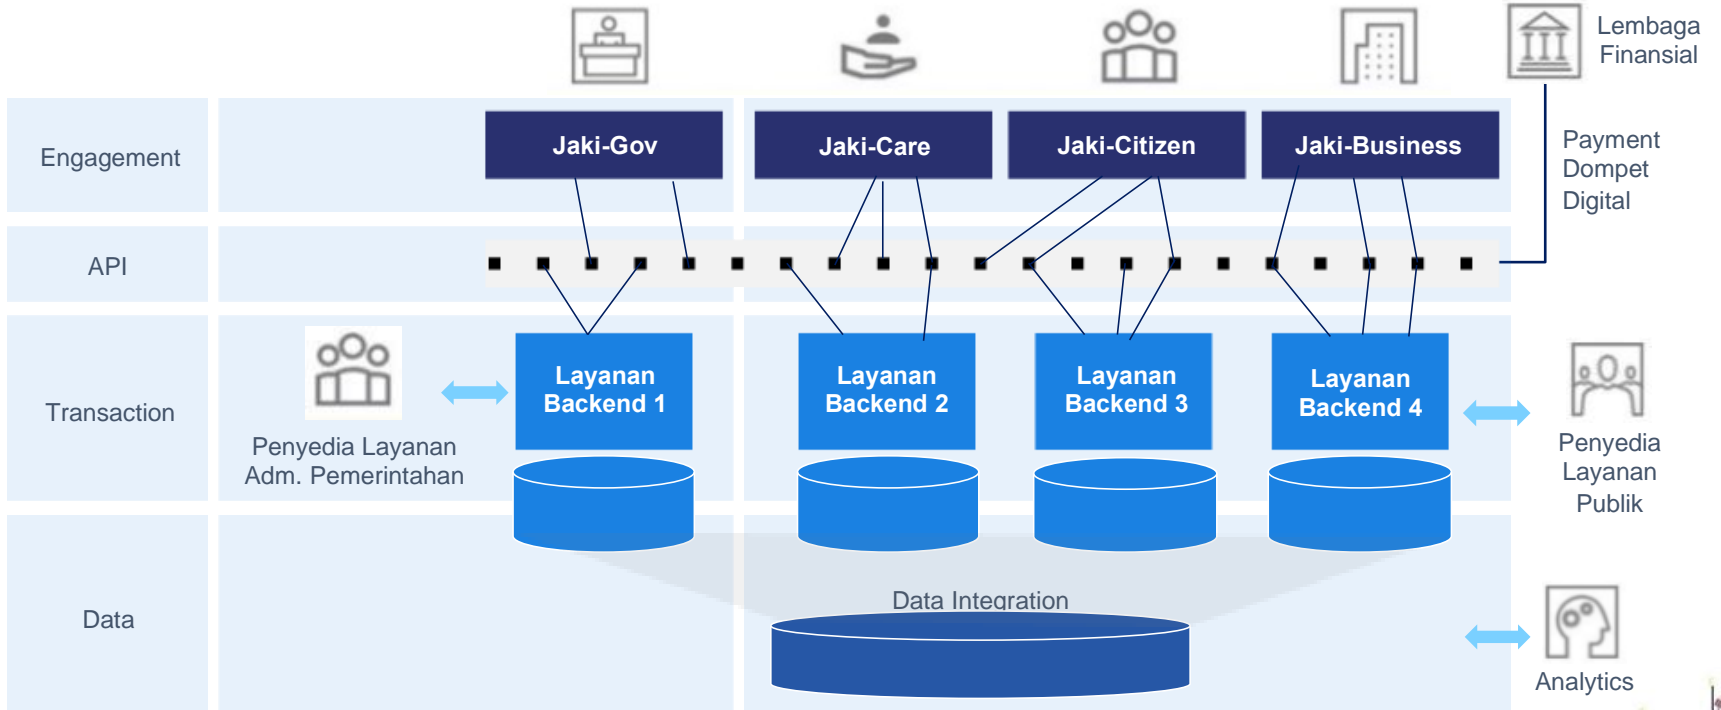 Lembaga
Finansial
Engagement
Jaki-Gov
Jaki-Care
Jaki-Citizen
Jaki-Business
Payment
Dompet
Digital
API
Transaction
Penyedia Layanan
Adm. Pemerintahan
Layanan
Backend 1
Layanan
Backend 2
Layanan
Backend 3
Layanan
Backend 4
Penyedia
Layanan
Publik
Data
Data Integration
Analytics